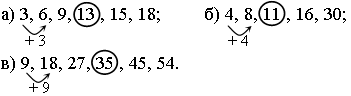 а) 3, 6, 9, 13, 15, 18; б) 4, 8, 11, 16, 30;
+ 3 + 4
в) 9, 18, 27, 35, 45, 54.
+ 9